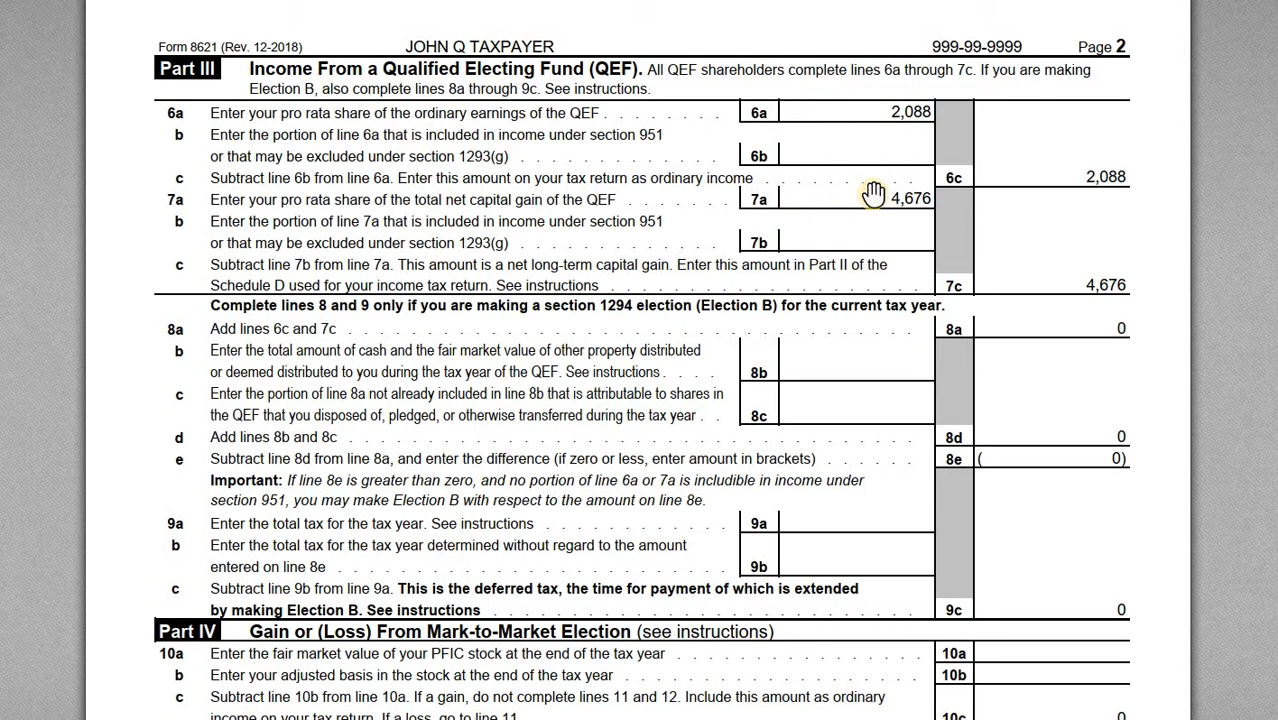 Form 8621 (Rev. 12-2018) JOHN Q TAXPAYER 999-99-9999 Page 2
Part III Income From a Qualified Electing Fund (QEF). All QEF shareholders complete lines 6a through 7c. If you are making
Election B, also complete lines 8a through 9c. See instructions.
6a Enter your pro rata share of the ordinary earnings of the QEF . . . . . . . . 6a 2,088
b Enter the portion of line 6a that is included in income under section 951
or that may be excluded under section 1293(g) . . . . . . . . . . . . . 6b
c Subtract line 6b from line 6a. Enter this amount on your tax return as ordinary income . . . . . . . . 6c 2,088
7a Enter your pro rata share of the total net capital gain of the QEF . . . . . . . 7a 4,676
b Enter the portion of line 7a that is included in income under section 951
or that may be excluded under section 1293(g) . . . . . . . . . . . . . 7b
c Subtract line 7b from line 7a. This amount is a net long-term capital gain. Enter this amount in Part II of the
Schedule D used for your income tax return. See instructions . . . . . . . . . . . . . . . . . . 7c 4,676
Complete lines 8 and 9 only if you are making a section 1294 election (Election B) for the current tax year.
8a Add lines 6c and 7c . . . . . . . . . . . . . . . . . . . . . . . . . . . . . . . . 8a 0
b Enter the total amount of cash and the fair market value of other property distributed
or deemed distributed to you during the tax year of the QEF. See instructions . . . . 8b
c Enter the portion of line 8a not already included in line 8b that is attributable to shares in
the QEF that you disposed of, pledged, or otherwise transferred during the tax year . . 8c
d Add lines 8b and 8c . . . . . . . . . . . . . . . . . . . . . . . . . . . . . . . . 8d 0
e Subtract line 8d from line 8a, and enter the difference (if zero or less, enter amount in brackets) . . . . . . 8e ( 0)
Important: If line 8e is greater than zero, and no portion of line 6a or 7a is includible in income under
section 951, you may make Election B with respect to the amount on line 8e.
9a Enter the total tax for the tax year. See instructions . . . . . . . . . . . . 9a
b Enter the total tax for the tax year determined without regard to the amount
entered on line 8e . . . . . . . . . . . . . . . . . . . . . . 9b
c Subtract line 9b from line 9a. This is the deferred tax, the time for payment of which is extended
by making Election B. See instructions . . . . . . . . . . . . . . . . . . . . . . . . 9c 0
Part IV Gain or (Loss) From Mark-to-Market Election (see instructions)
10a Enter the fair market value of your PFIC stock at the end of the tax year . . . . . . . . . . . . . . 10a
b Enter your adjusted basis in the stock at the end of the tax year . . . . . . . . . . . . . . . . . 10b
c Subtract line 10b from line 10a. If a gain, do not complete lines 11 and 12. Include this amount as ordinary
income on your tax return. If a loss, go to line 11 10c 0